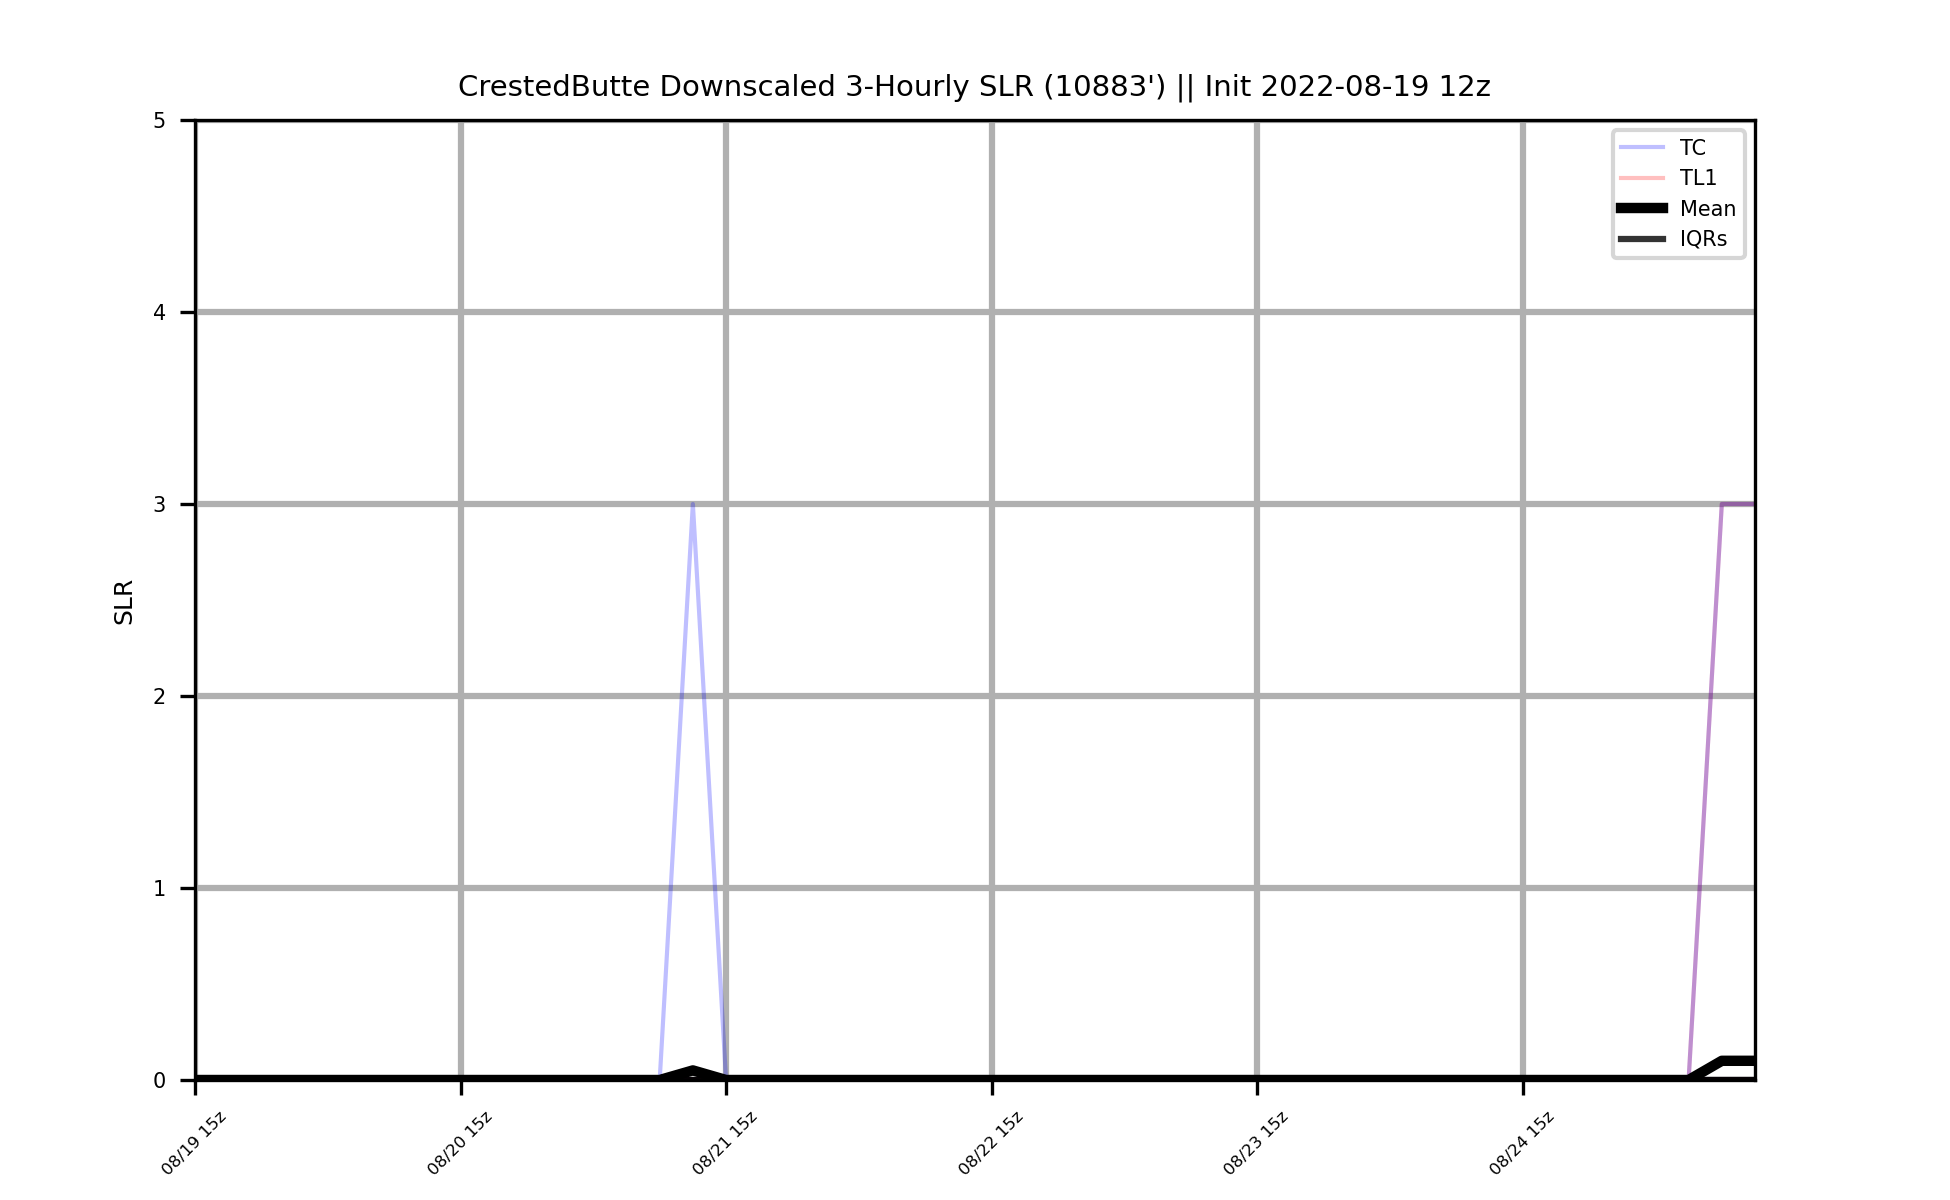 CrestedButte Downscaled 3-Hourly SLR (10883') || Init 2022-08-19 12z
5
4
3
2
1
0
SLR
TC
TL1
Mean
IQRs
08/19 15z
08/20 15z
08/21 15z
08/22 15z
08/23 15z
08/24 15z